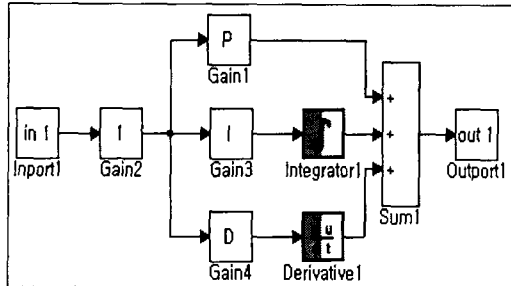 P
Gain1
in 1
Inport1
1
Gain2
I
Gain3
Integrator1
+
+
+
Sum1
out 1
Outport1
D
Gain4
u
t
Derivative1